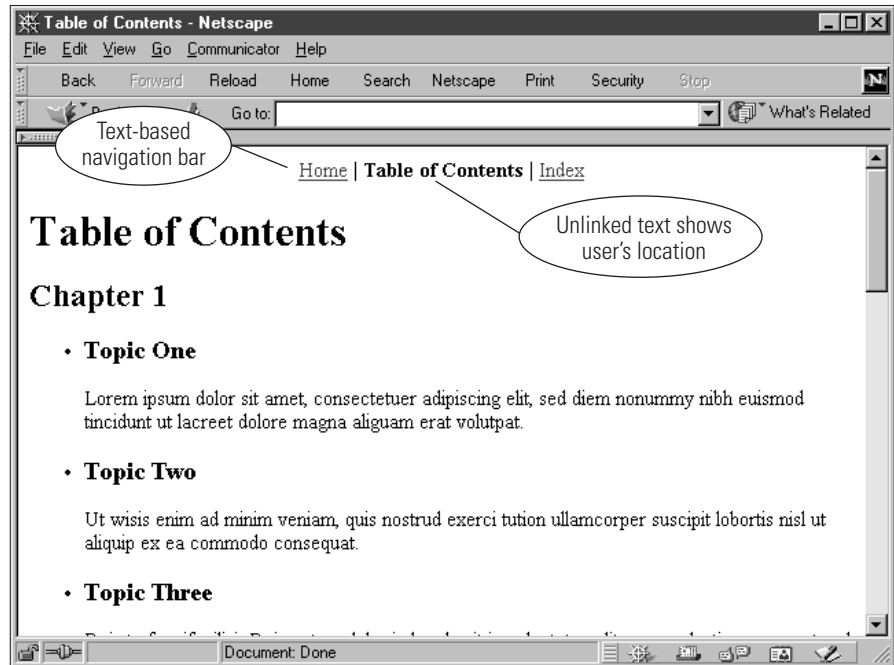 Table of Contents - Netscape
File Edit View Go Communicator Help
Back Forward Reload Home Search Netscape Print Security Stop
N
Go to: What's Related
Text-based
navigation bar
Home | Table of Contents | Index
Unlinked text shows
user's location
Table of Contents
Chapter 1
• Topic One
Lorem ipsum dolor sit amet, consectetuer adipiscing elit, sed diem nonummy nibh euismod
tincidunt ut lacreet dolore magna aliguam erat volutpat.
• Topic Two
Ut wisis enim ad minim veniam, quis nostrud exerci tution ullamcorper suscipit lobortis nisl ut
aliquip ex ea commodo consequat.
• Topic Three
Document: Done